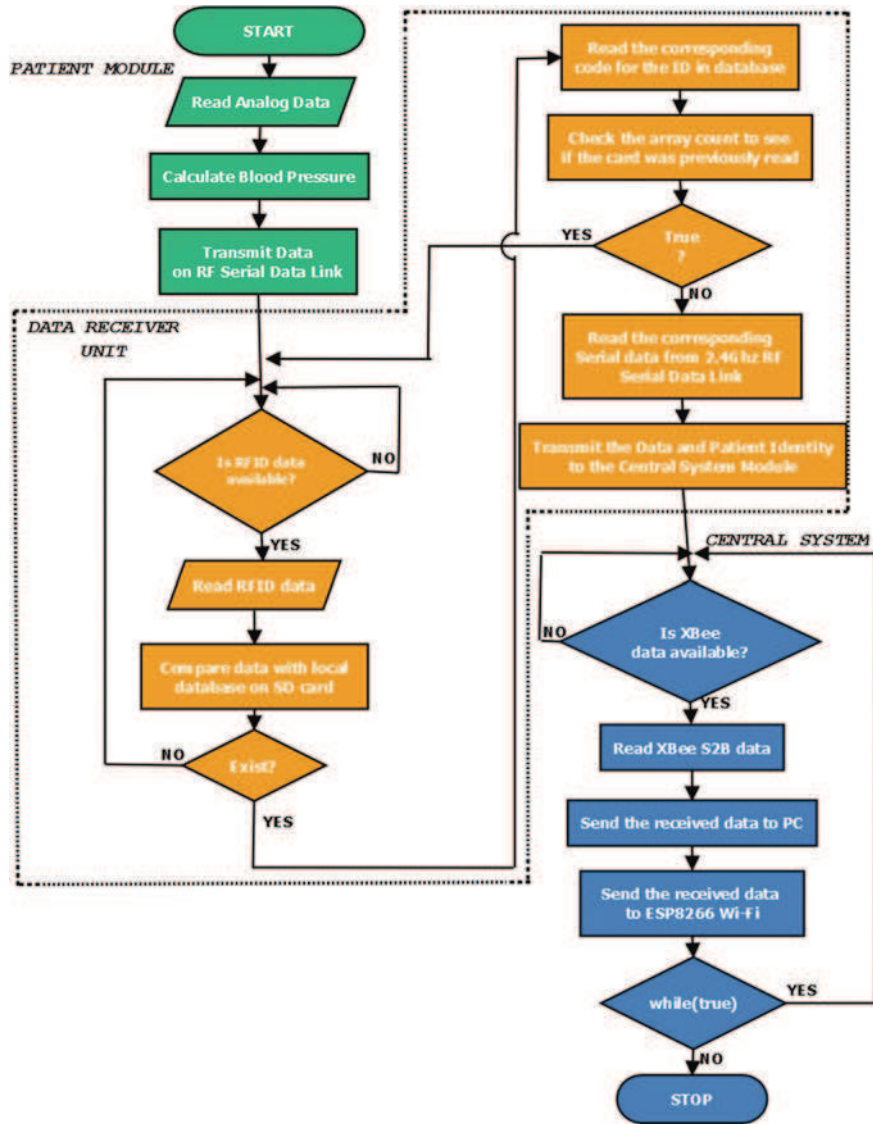 START
PATIENT MODULE
Read Analog Data
Calculate Blood Pressure
Transmit Data
on RF Serial Data Link
DATA RECEIVER
UNIT
Is RFID data
available?
NO
YES
Read RFID data
Compare data with local
database on SD card
NO
Exist?
YES
Read the corresponding
code for the ID in database
Check the array count to see
if the card was previously read
YES
True
?
NO
Read the corresponding
Serial data from 2.4Ghz Rf
Serial Data Link
Transmit the Data and Patient Identity
to the Central System Module
CENTRAL SYSTEM
Is XBee
data available?
NO
YES
Read XBee S2B data
Send the received data to PC
Send the received data
to ESP8266 Wi-Fi
while(true)
YES
NO
STOP